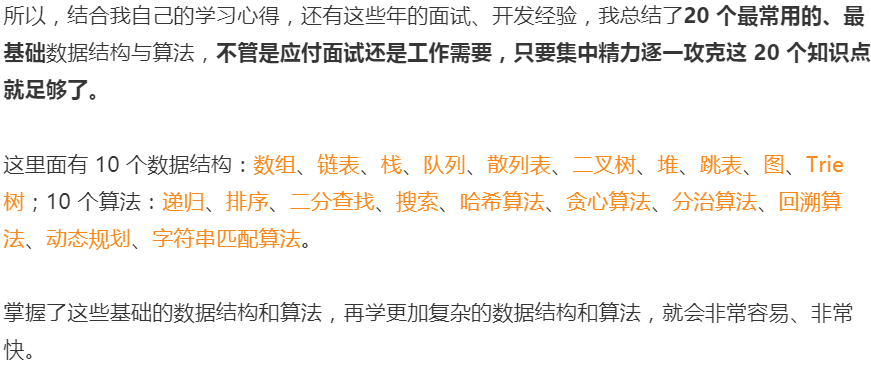 所以，结合我自己的学习心得，还有这些年的面试、开发经验，我总结了20 个最常用的、最
基础数据结构与算法，不管是应付面试还是工作需要，只要集中精力逐一攻克这 20 个知识点
就足够了。
这里面有 10 个数据结构：数组、链表、栈、队列、散列表、二叉树、堆、跳表、图、Trie
树；10 个算法：递归、排序、二分查找、搜索、哈希算法、贪心算法、分治算法、回溯算
法、动态规划、字符串匹配算法。
掌握了这些基础的数据结构和算法，再学更加复杂的数据结构和算法，就会非常容易、非常
快。